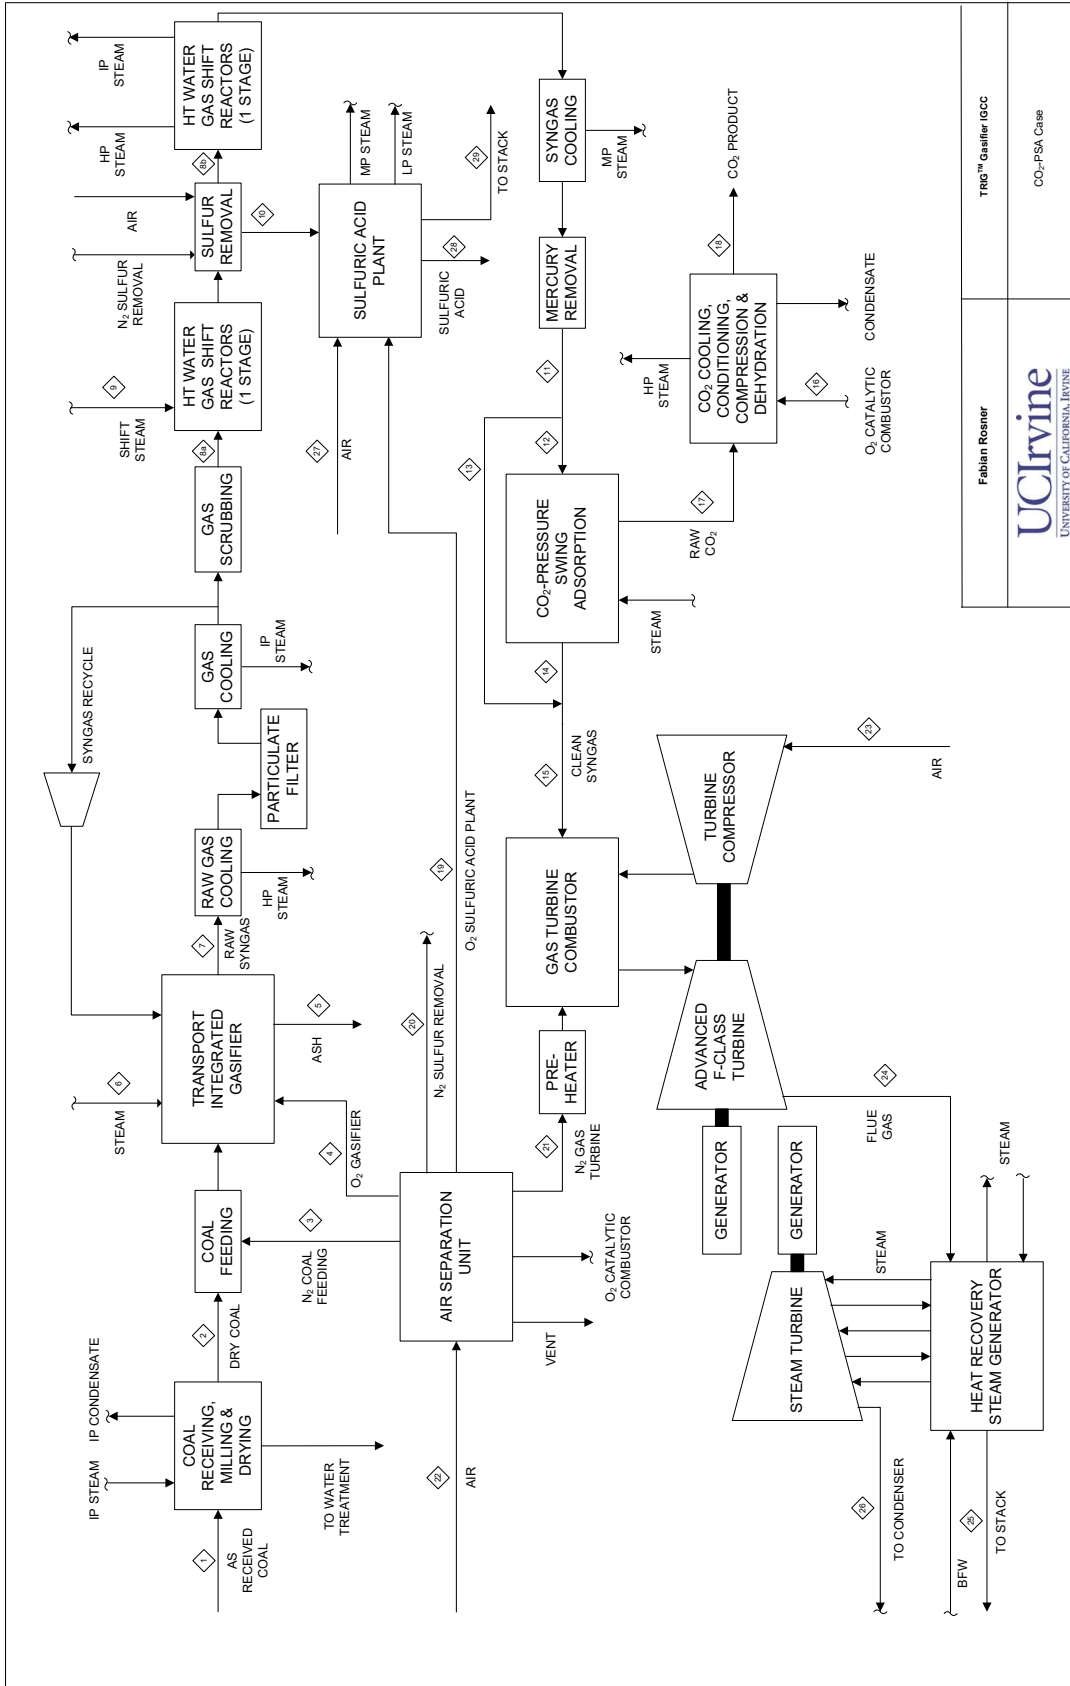 1
AS
RECEIVED
COAL
IP STEAM
IP CONDENSATE
COAL
RECEIVING,
MILLING &
DRYING
TO WATER
TREATMENT
2
DRY COAL
COAL
FEEDING
3
N2 COAL
FEEDING
4
O2 GASIFIER
6
STEAM
TRANSPORT
INTEGRATED
GASIFIER
5
ASH
7
RAW
SYNGAS
RAW GAS
COOLING
HP
STEAM
PARTICULATE
FILTER
SYNGAS RECYCLE
GAS
COOLING
IP
STEAM
GAS
SCRUBBING
8a
9
SHIFT
STEAM
HT WATER
GAS SHIFT
REACTORS
(1 STAGE)
N2 SULFUR
REMOVAL
AIR
SULFUR
REMOVAL
8b
10
HP
STEAM
IP
STEAM
HT WATER
GAS SHIFT
REACTORS
(1 STAGE)
22
AIR
AIR SEPARATION
UNIT
VENT
O2 CATALYTIC
COMBUSTOR
20
N2 SULFUR REMOVAL
19
O2 SULFURIC ACID PLANT
27
AIR
SULFURIC ACID
PLANT
MP STEAM
LP STEAM
28
SULFURIC
ACID
29
TO STACK
21
N2 GAS
TURBINE
PRE-
HEATER
GAS TURBINE
COMBUSTOR
15
CLEAN
SYNGAS
14
13
CO2-PRESSURE
SWING
ADSORPTION
STEAM
12
11
MERCURY
REMOVAL
SYNGAS
COOLING
MP
STEAM
17
RAW
CO2
HP
STEAM
CO2 COOLING,
CONDITIONING,
COMPRESSION &
DEHYDRATION
16
O2 CATALYTIC
COMBUSTOR
CONDENSATE
18
CO2 PRODUCT
GENERATOR
ADVANCED
F-CLASS
TURBINE
TURBINE
COMPRESSOR
23
AIR
24
FLUE
GAS
GENERATOR
STEAM TURBINE
STEAM
26
TO CONDENSER
HEAT RECOVERY
STEAM GENERATOR
STEAM
BFW
25
TO STACK
Fabian Rosner
TRIG™ Gasifier IGCC
UCIrvine
UNIVERSITY OF CALIFORNIA, IRVINE
CO2-PSA Case